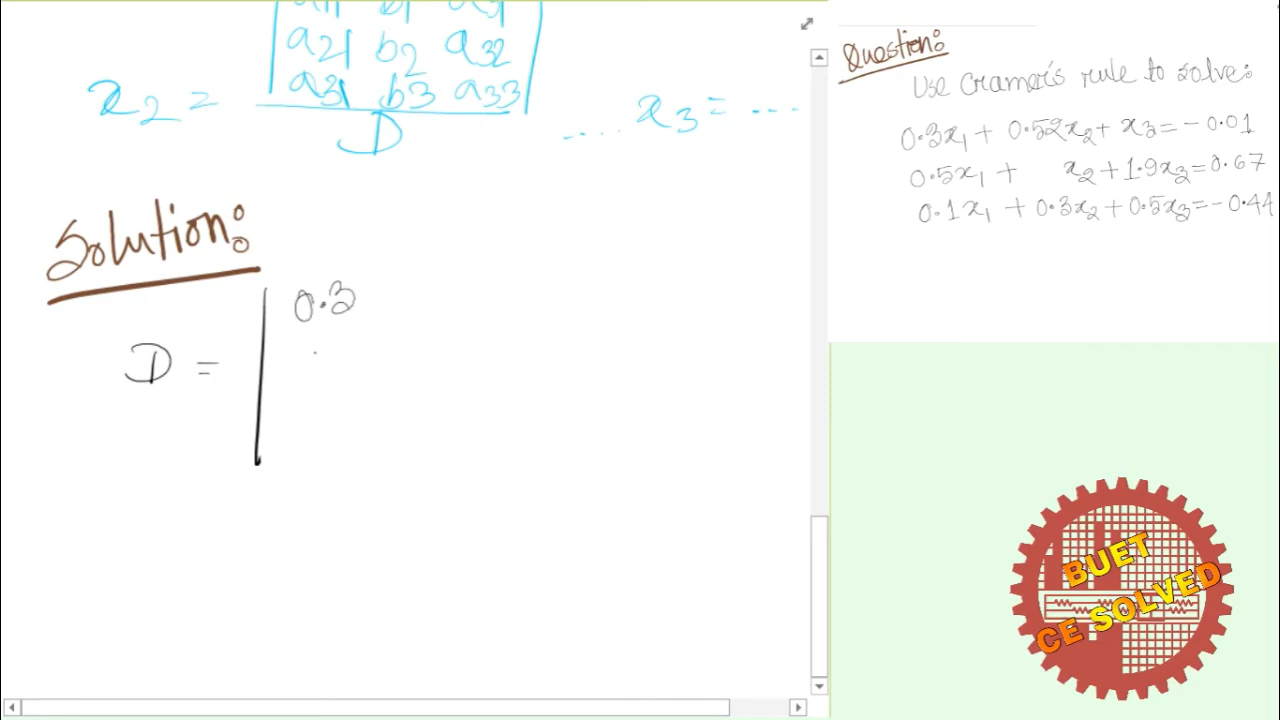 a21 b2 a32
a31 b3 a33
x2 = D .... x3 = ....
Solution:
D = 0.3
Question:
Use Cramer's rule to solve:
0.3x1 + 0.52x2 + x3 = -0.01
0.5x1 + x2 + 1.9x3 = 0.67
0.1x1 + 0.3x2 + 0.5x3 = -0.44
BUET
CE SOLVED